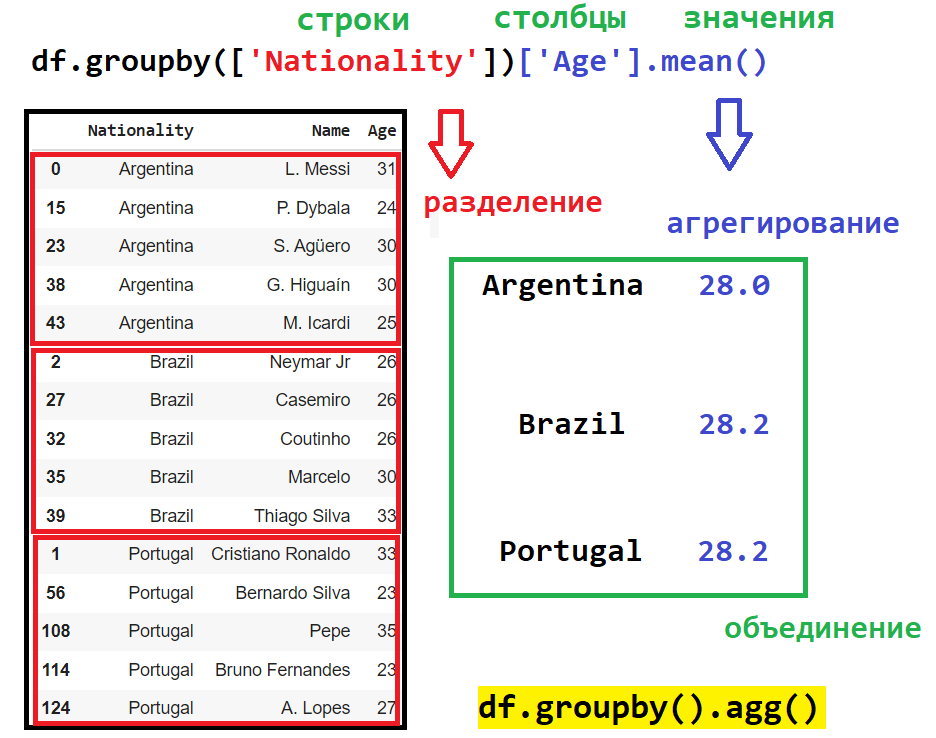 строки столбцы значения
df.groupby(['Nationality'])['Age'].mean()
Nationality Name Age
0 Argentina L. Messi 31
15 Argentina P. Dybala 24
23 Argentina S. Agüero 30
38 Argentina G. Higuaín 30
43 Argentina M. Icardi 25
2 Brazil Neymar Jr 26
27 Brazil Casemiro 26
32 Brazil Coutinho 26
35 Brazil Marcelo 30
39 Brazil Thiago Silva 33
1 Portugal Cristiano Ronaldo 33
56 Portugal Bernardo Silva 23
108 Portugal Pepe 35
114 Portugal Bruno Fernandes 23
124 Portugal A. Lopes 27
разделение
агрегирование
Argentina 28.0
Brazil 28.2
Portugal 28.2
объединение
df.groupby().agg()